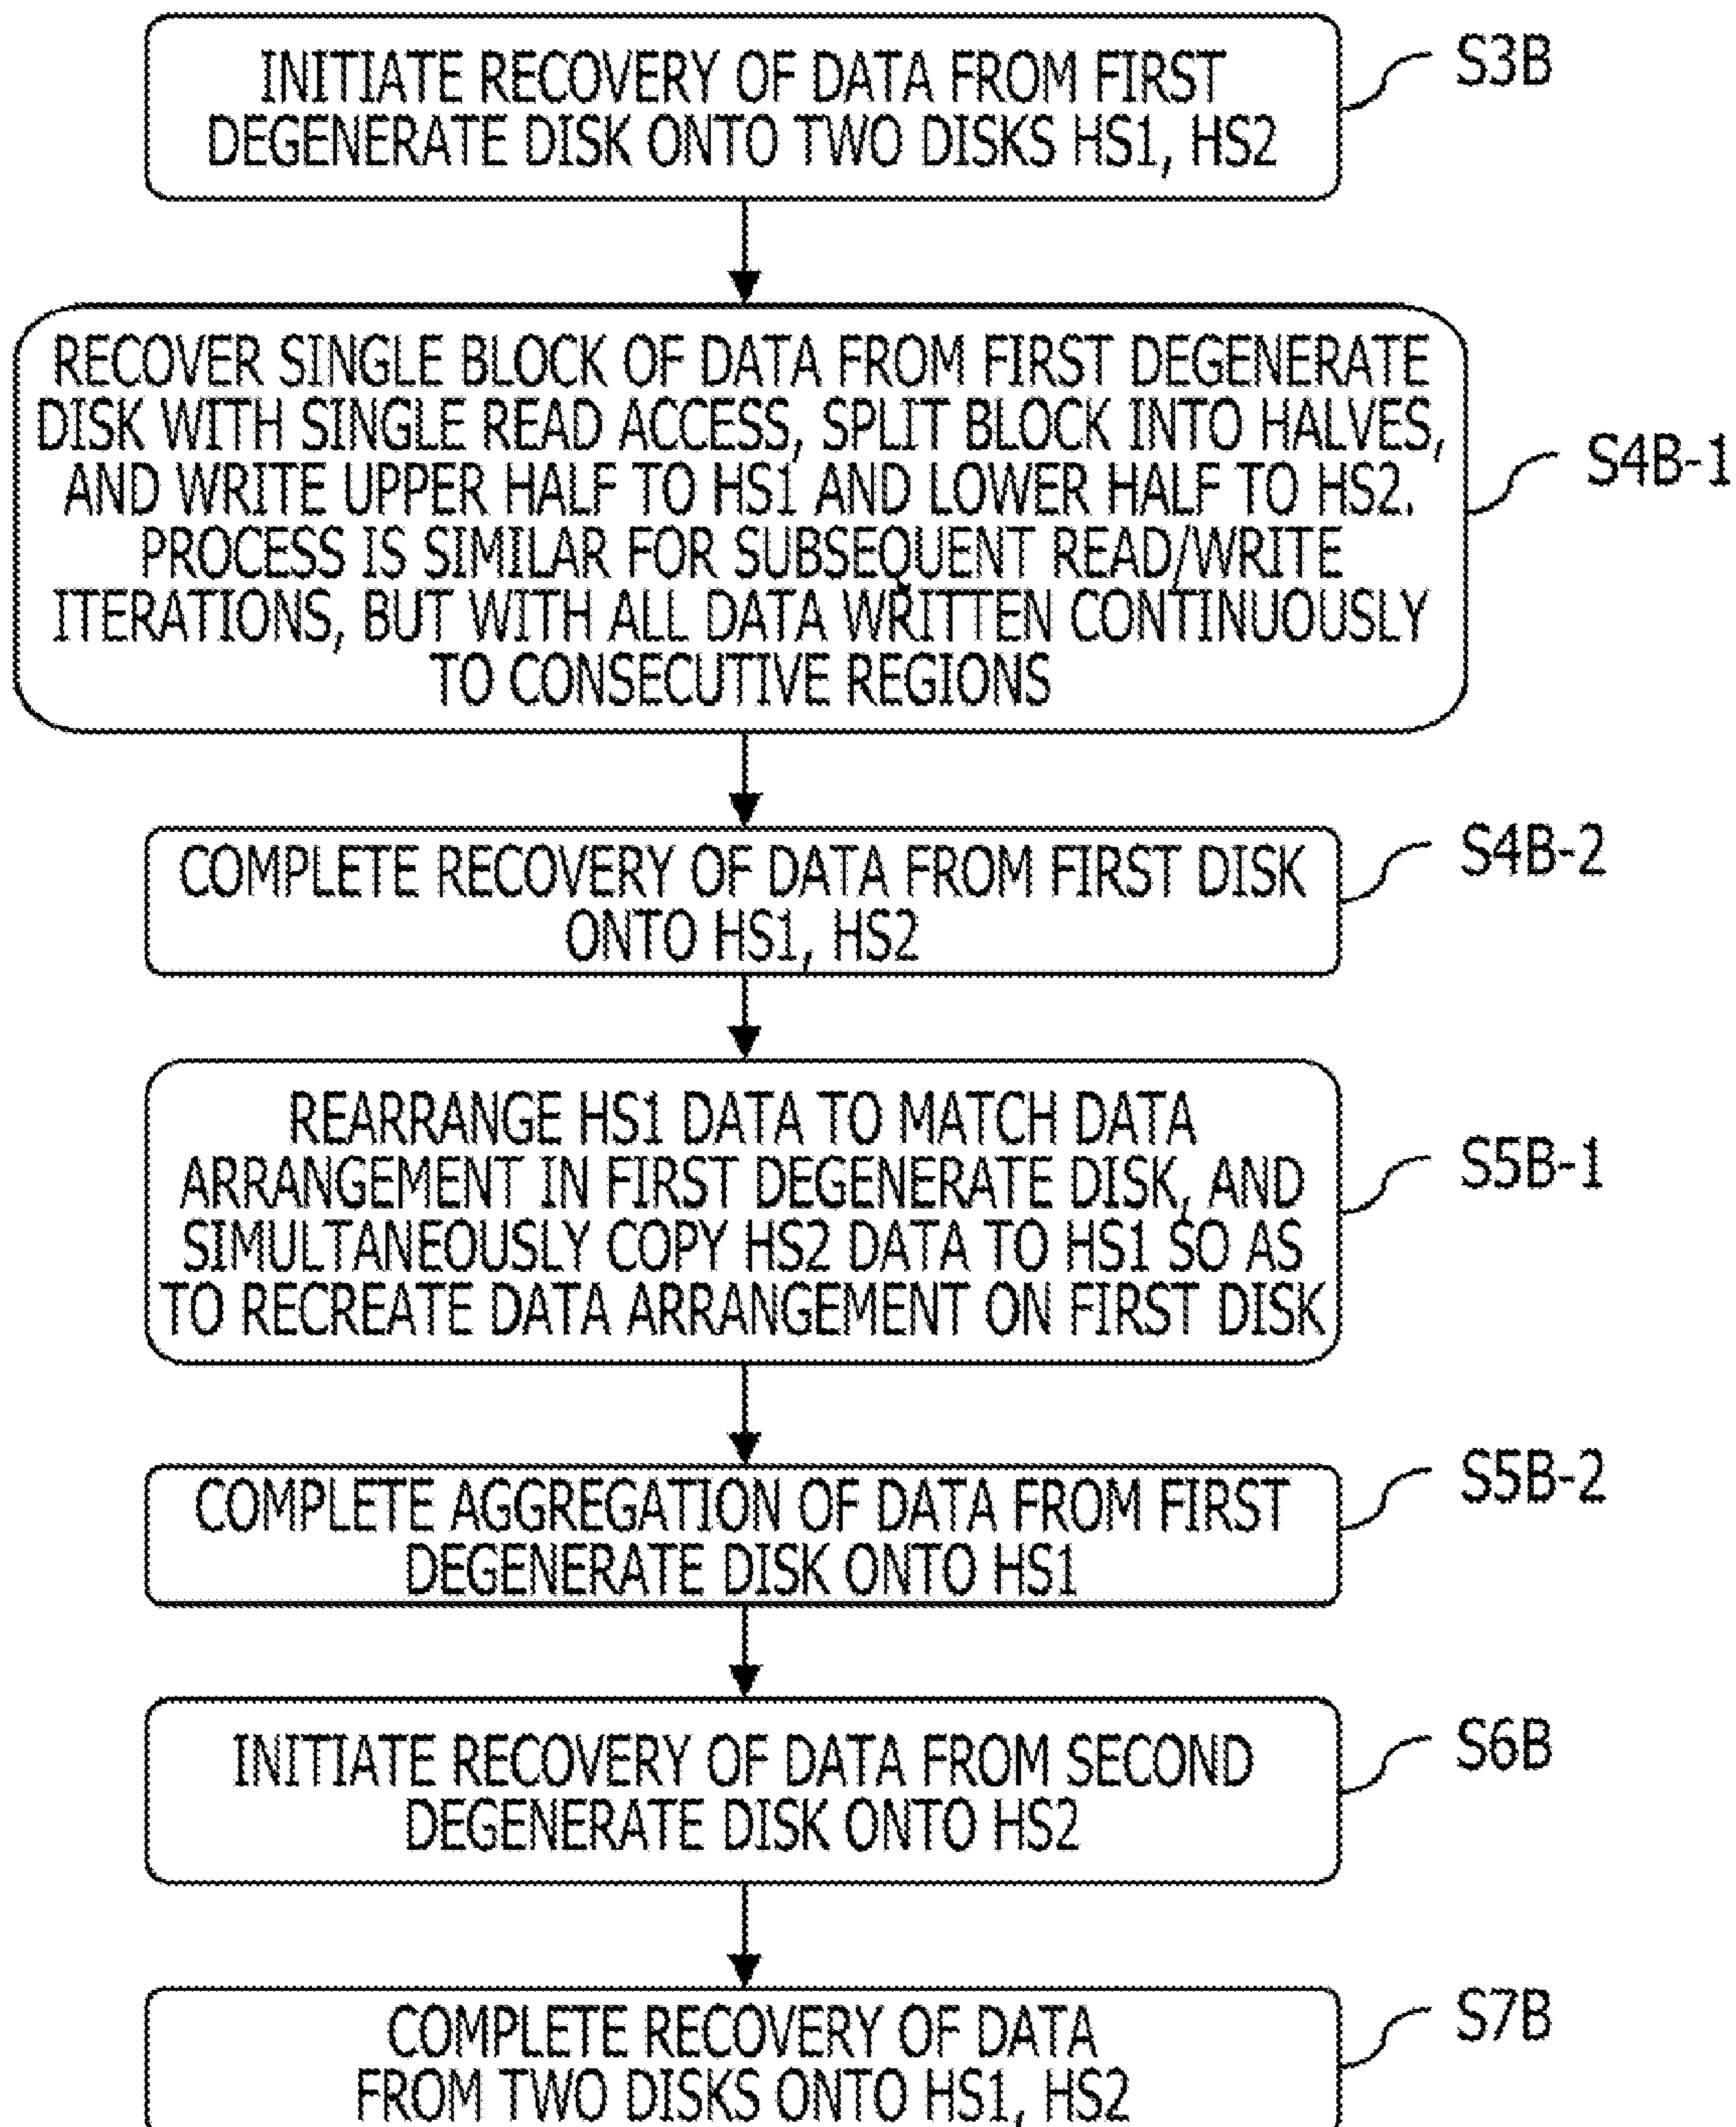 INITIATE RECOVERY OF DATA FROM FIRST
DEGENERATE DISK ONTO TWO DISKS HS1, HS2
S3B
RECOVER SINGLE BLOCK OF DATA FROM FIRST DEGENERATE
DISK WITH SINGLE READ ACCESS, SPLIT BLOCK INTO HALVES,
AND WRITE UPPER HALF TO HS1 AND LOWER HALF TO HS2.
PROCESS IS SIMILAR FOR SUBSEQUENT READ/WRITE
ITERATIONS, BUT WITH ALL DATA WRITTEN CONTINUOUSLY
TO CONSECUTIVE REGIONS
S4B-1
COMPLETE RECOVERY OF DATA FROM FIRST DISK
ONTO HS1, HS2
S4B-2
REARRANGE HS1 DATA TO MATCH DATA
ARRANGEMENT IN FIRST DEGENERATE DISK, AND
SIMULTANEOUSLY COPY HS2 DATA TO HS1 SO AS
TO RECREATE DATA ARRANGEMENT ON FIRST DISK
S5B-1
COMPLETE AGGREGATION OF DATA FROM FIRST
DEGENERATE DISK ONTO HS1
S5B-2
INITIATE RECOVERY OF DATA FROM SECOND
DEGENERATE DISK ONTO HS2
S6B
COMPLETE RECOVERY OF DATA
FROM TWO DISKS ONTO HS1, HS2
S7B